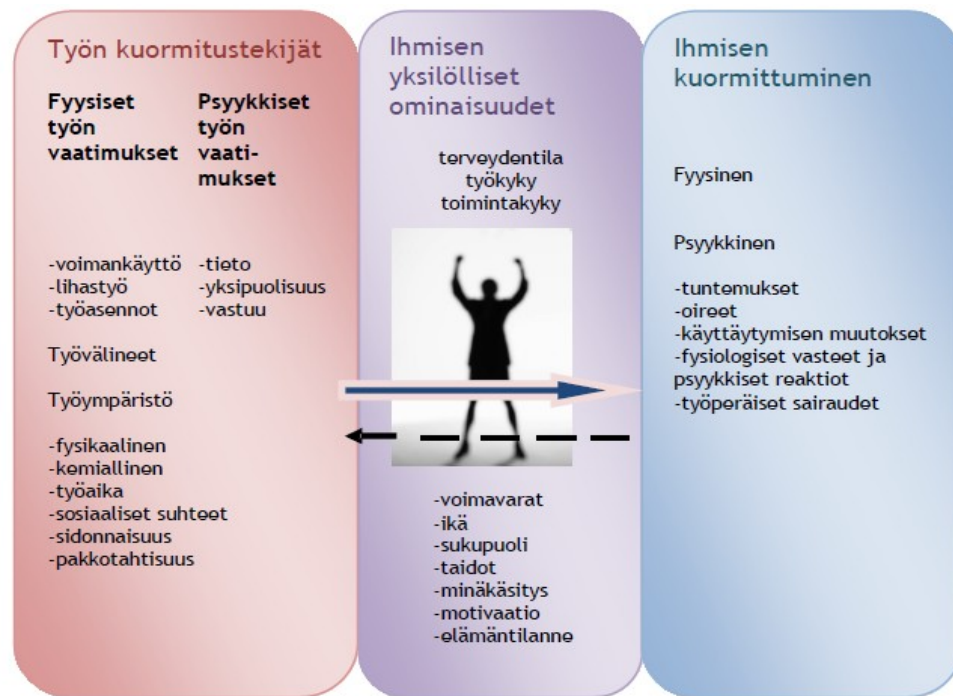 Työn kuormitustekijät
Fyysiset
työn
vaatimukset
Psyykkiset
työn
vaati-
mukset
-voimankäyttö
-lihastyö
-työasennot
-tieto
-yksipuolisuus
-vastuu
Työvälineet
Työympäristö
-fysikaalinen
-kemiallinen
-työaika
-sosiaaliset suhteet
-sidonnaisuus
-pakkotahtisuus
Ihmisen
yksilölliset
ominaisuudet
terveydentila
työkyky
toimintakyky
-voimavarat
-ikä
-sukupuoli
-taidot
-minäkäsitys
-motivaatio
-elämäntilanne
Ihmisen
kuormittuminen
Fyysinen
Psyykkinen
-tuntemukset
-oireet
-käyttäytymisen muutokset
-fysiologiset vasteet ja
psyykkiset reaktiot
-työperäiset sairaudet